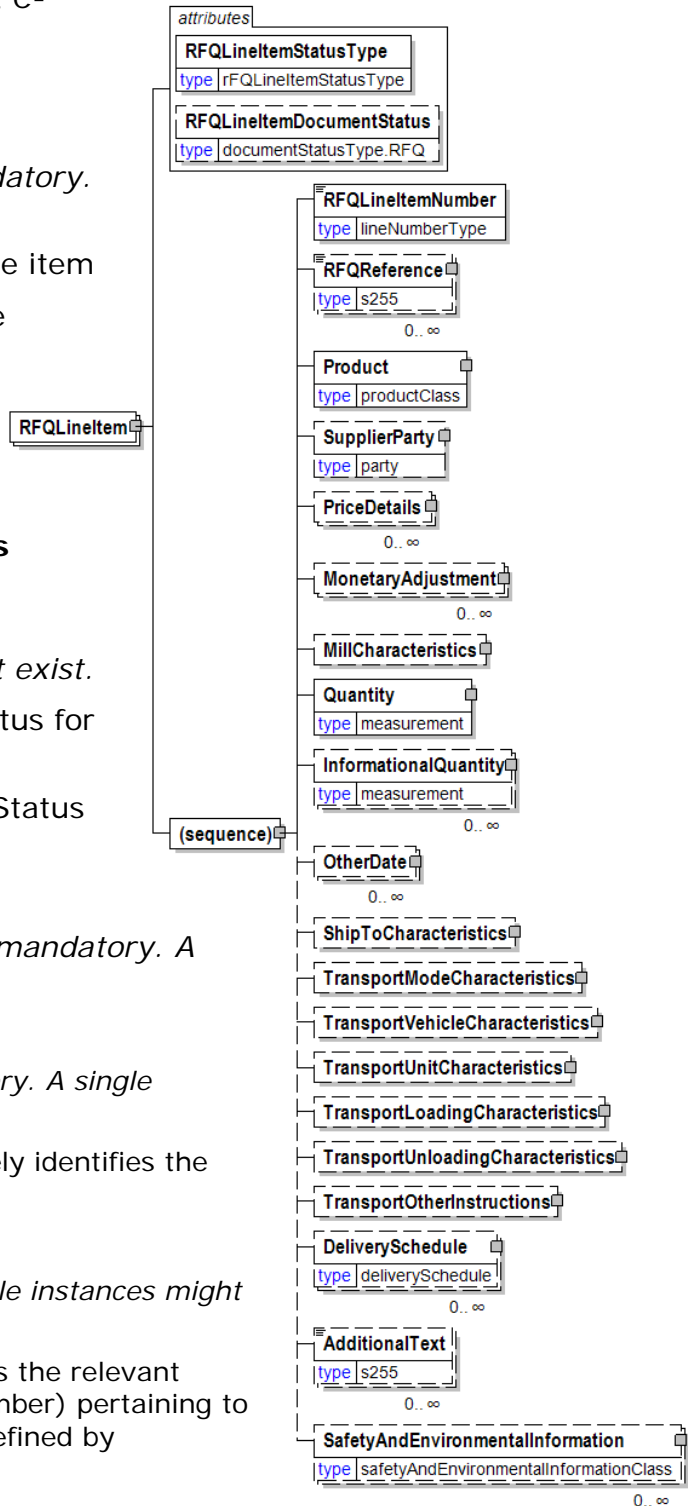 e-
datory.
e item
e
s
t exist.
tus for
Status
mandatory. A
ry. A single
ely identifies the
le instances might
s the relevant
mber) pertaining to
efined by
RFQLineItem
attributes
RFQLineItemStatusType
type rFQLineItemStatusType
RFQLineItemDocumentStatus
type documentStatusType.RFQ
(sequence)
RFQLineItemNumber
type lineNumberType
RFQReference
type s255
0.. ∞
Product
type productClass
SupplierParty
type party
PriceDetails
0.. ∞
MonetaryAdjustment
0.. ∞
MillCharacteristics
Quantity
type measurement
InformationalQuantity
type measurement
0.. ∞
OtherDate
0.. ∞
ShipToCharacteristics
TransportModeCharacteristics
TransportVehicleCharacteristics
TransportUnitCharacteristics
TransportLoadingCharacteristics
TransportUnloadingCharacteristics
TransportOtherInstructions
DeliverySchedule
type deliverySchedule
0.. ∞
AdditionalText
type s255
0.. ∞
SafetyAndEnvironmentalInformation
type safetyAndEnvironmentalInformationClass
0.. ∞